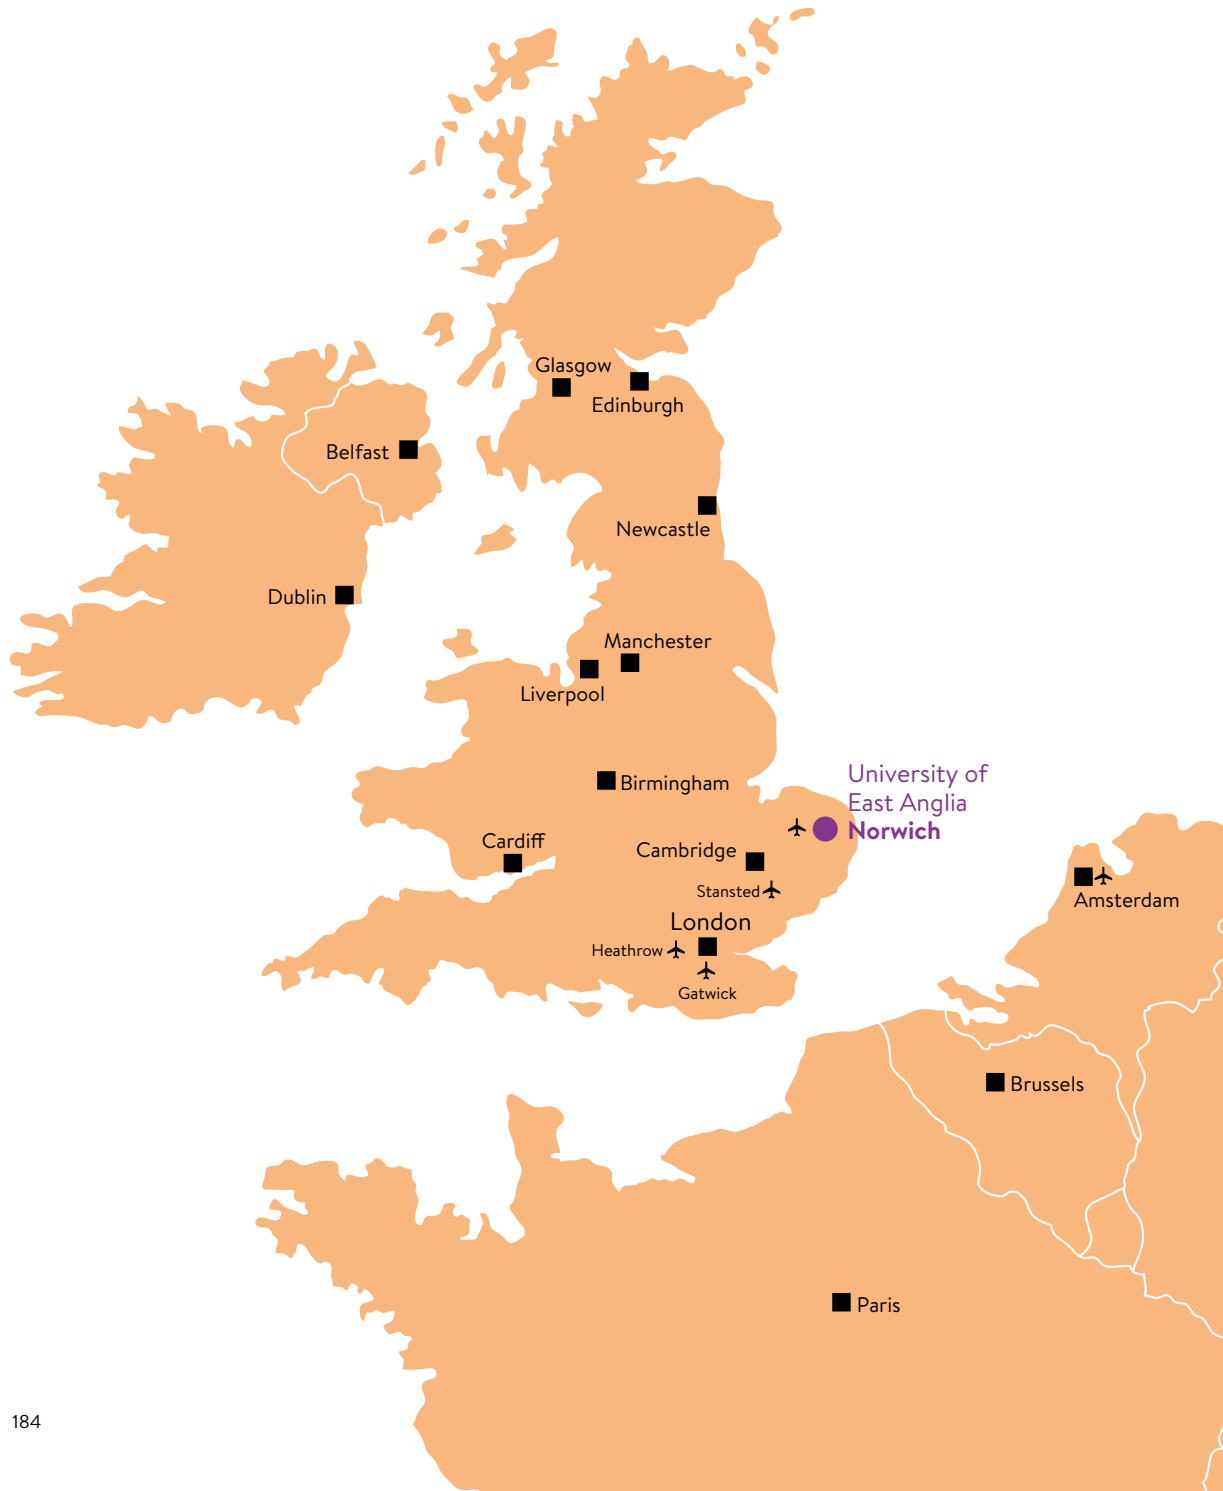 Glasgow
Edinburgh
Belfast
Newcastle
Dublin
Manchester
Liverpool
University of
East Anglia
Norwich
Birmingham
Cardiff
Cambridge
Stansted
Amsterdam
London
Heathrow
Gatwick
Brussels
Paris
184